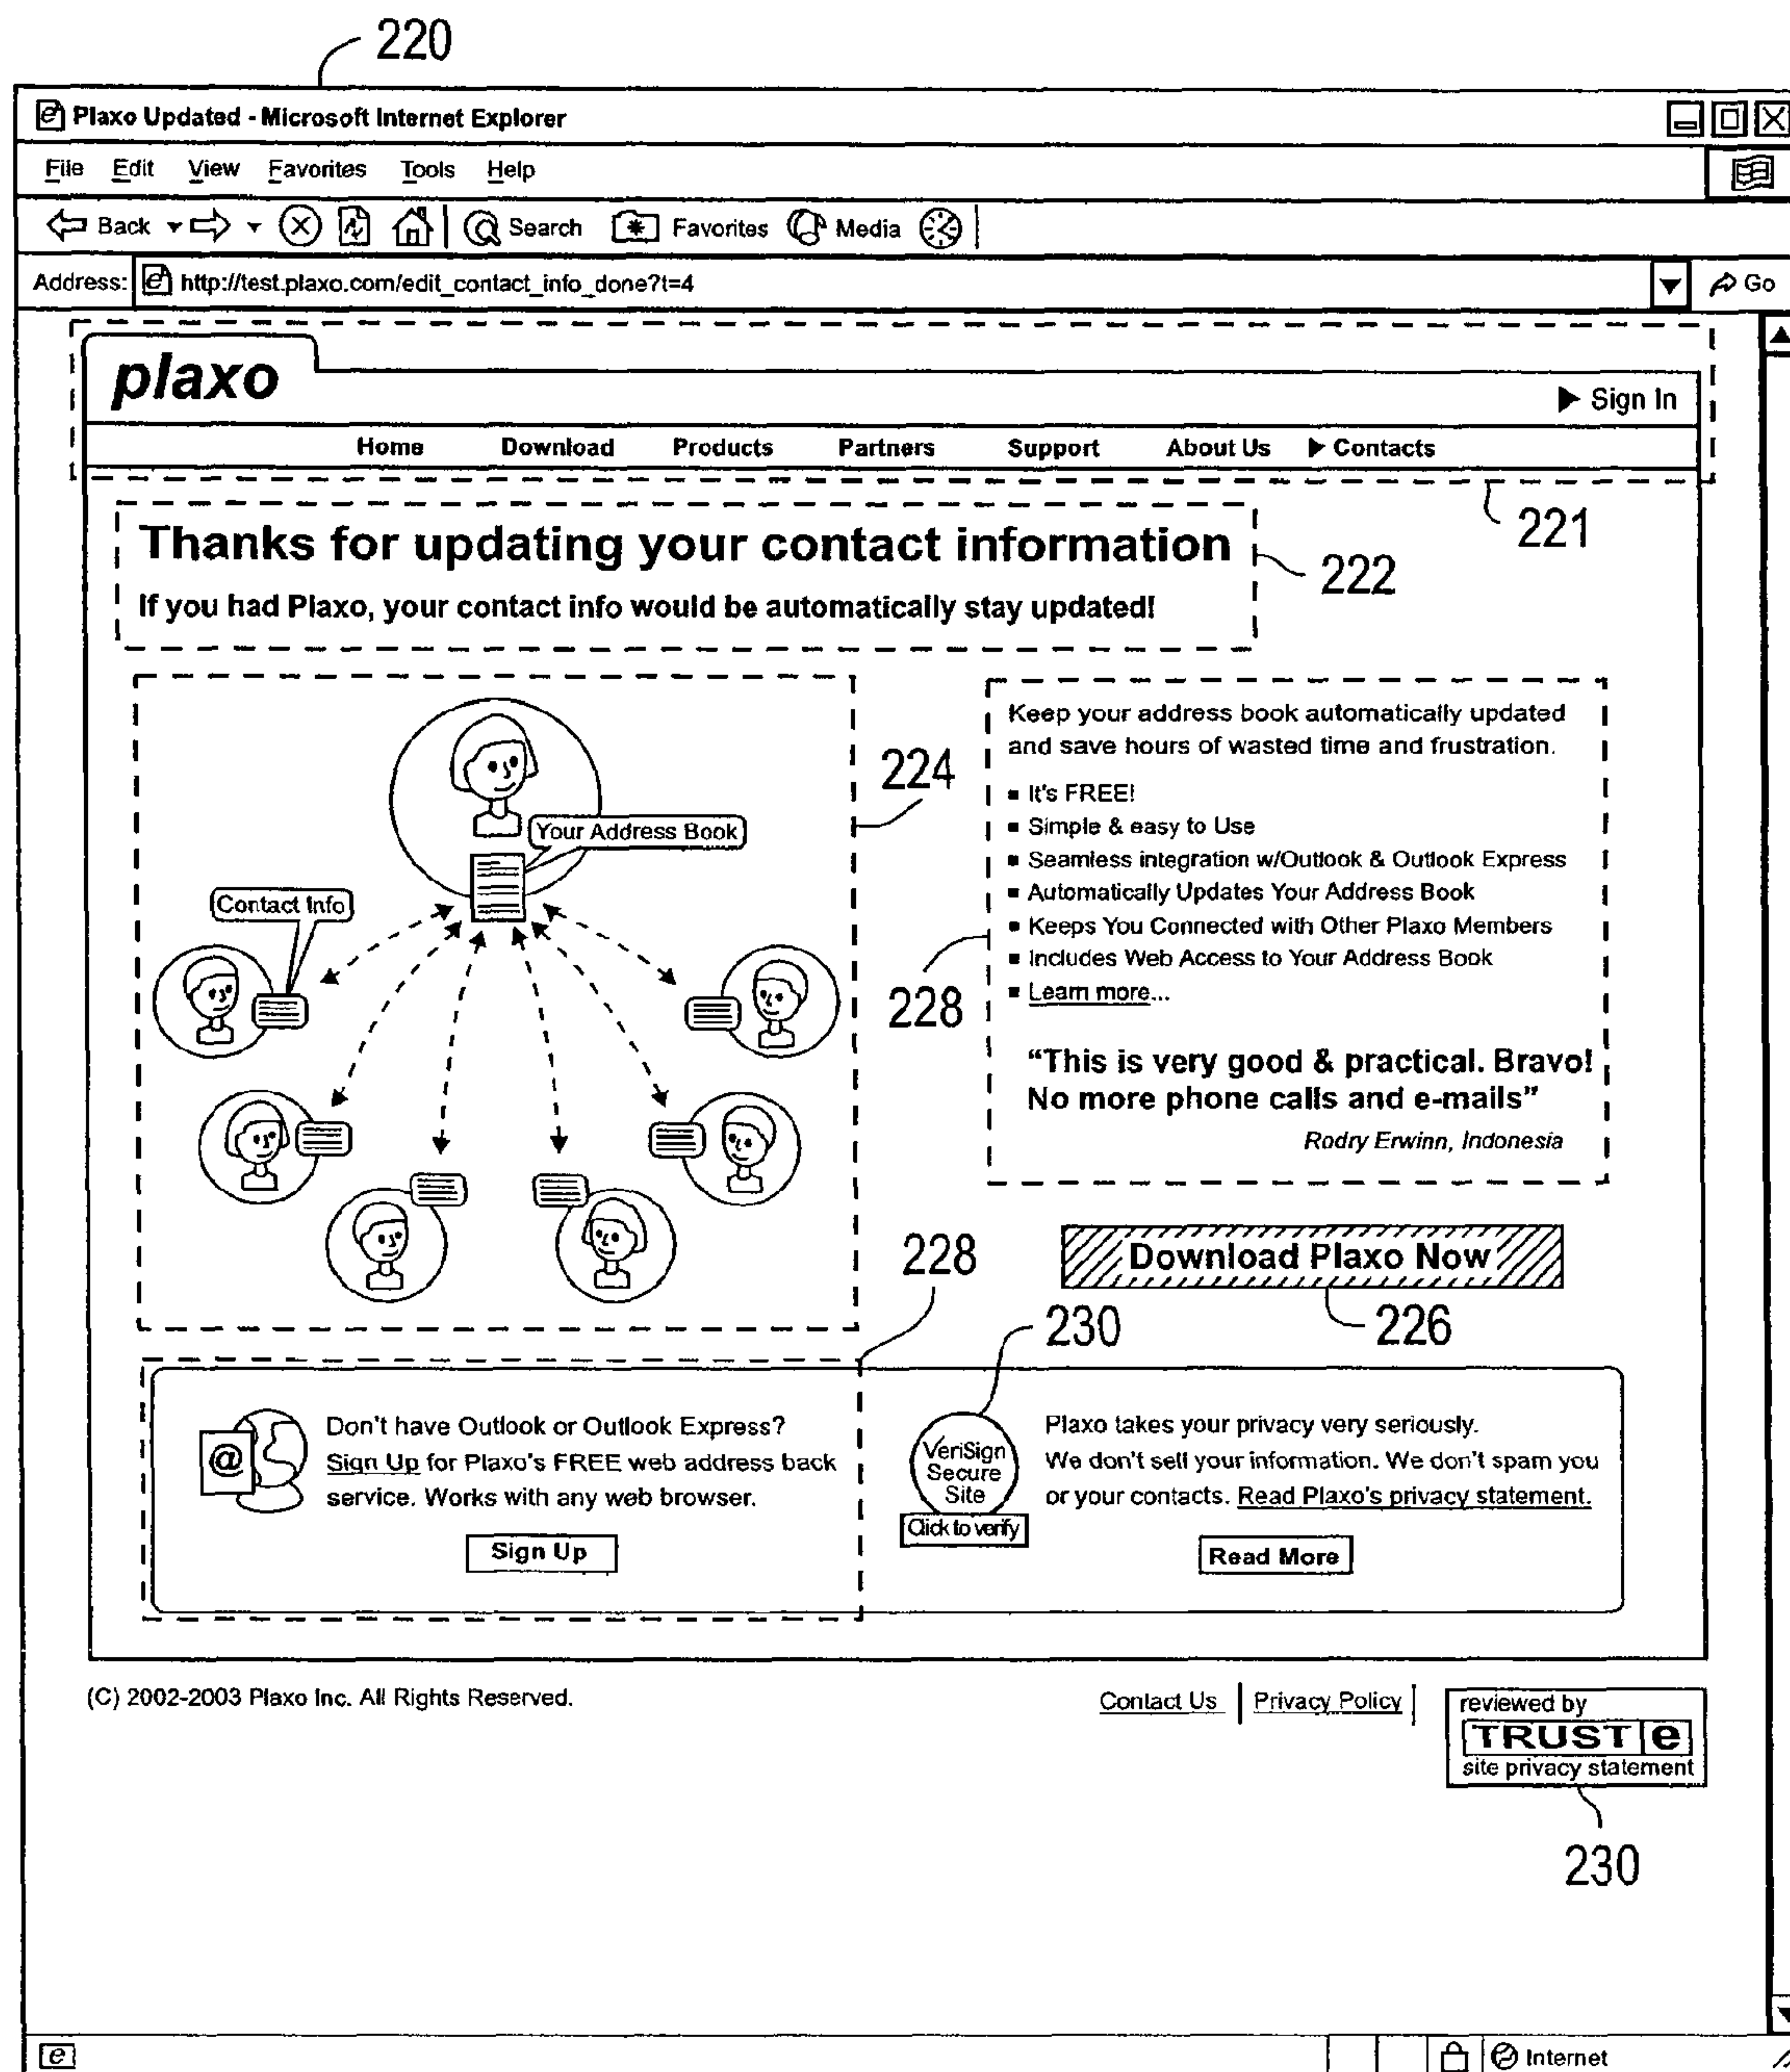 220
Plaxo Updated - Microsoft Internet Explorer
File Edit View Favorites Tools Help
Back Search Favorites Media
Address: http://test.plaxo.com/edit_contact_info_done?t=4 Go
plaxo
Sign In
Home Download Products Partners Support About Us Contacts
221
Thanks for updating your contact information
If you had Plaxo, your contact info would be automatically stay updated!
222
Your Address Book
Contact Info
224
Keep your address book automatically updated
and save hours of wasted time and frustration.
▪ It's FREE!
▪ Simple & easy to Use
▪ Seamless integration w/Outlook & Outlook Express
▪ Automatically Updates Your Address Book
▪ Keeps You Connected with Other Plaxo Members
▪ Includes Web Access to Your Address Book
▪ Learn more...
228
“This is very good & practical. Bravo!
No more phone calls and e-mails”
Rodry Erwinn, Indonesia
Download Plaxo Now
226
228
230
@
Don't have Outlook or Outlook Express?
Sign Up for Plaxo's FREE web address back
service. Works with any web browser.
Sign Up
VeriSign
Secure
Site
Click to verify
Plaxo takes your privacy very seriously.
We don't sell your information. We don't spam you
or your contacts. Read Plaxo's privacy statement.
Read More
(C) 2002-2003 Plaxo Inc. All Rights Reserved.
Contact Us | Privacy Policy |
reviewed by
TRUST e
site privacy statement
230
e
Internet